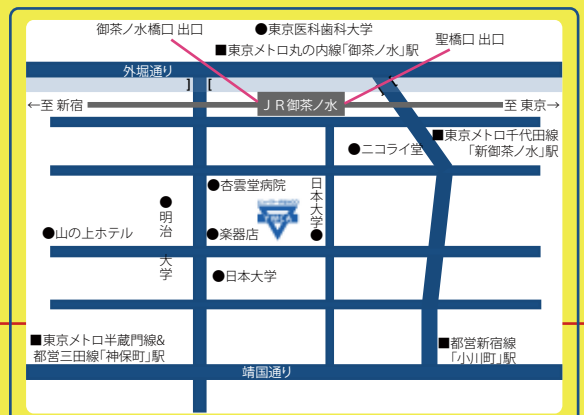 御茶ノ水橋口 出口
●東京医科歯科大学
■東京メトロ丸の内線「御茶ノ水」駅
聖橋口 出口
外堀通り
←至 新宿
JR御茶ノ水
至 東京→
■東京メトロ千代田線
「新御茶ノ水」駅
●ニコライ堂
●杏雲堂病院
日本大学●
●明治大学
YMCA
●山の上ホテル
●楽器店
●日本大学
■東京メトロ半蔵門線&
都営三田線「神保町」駅
■都営新宿線
「小川町」駅
靖国通り